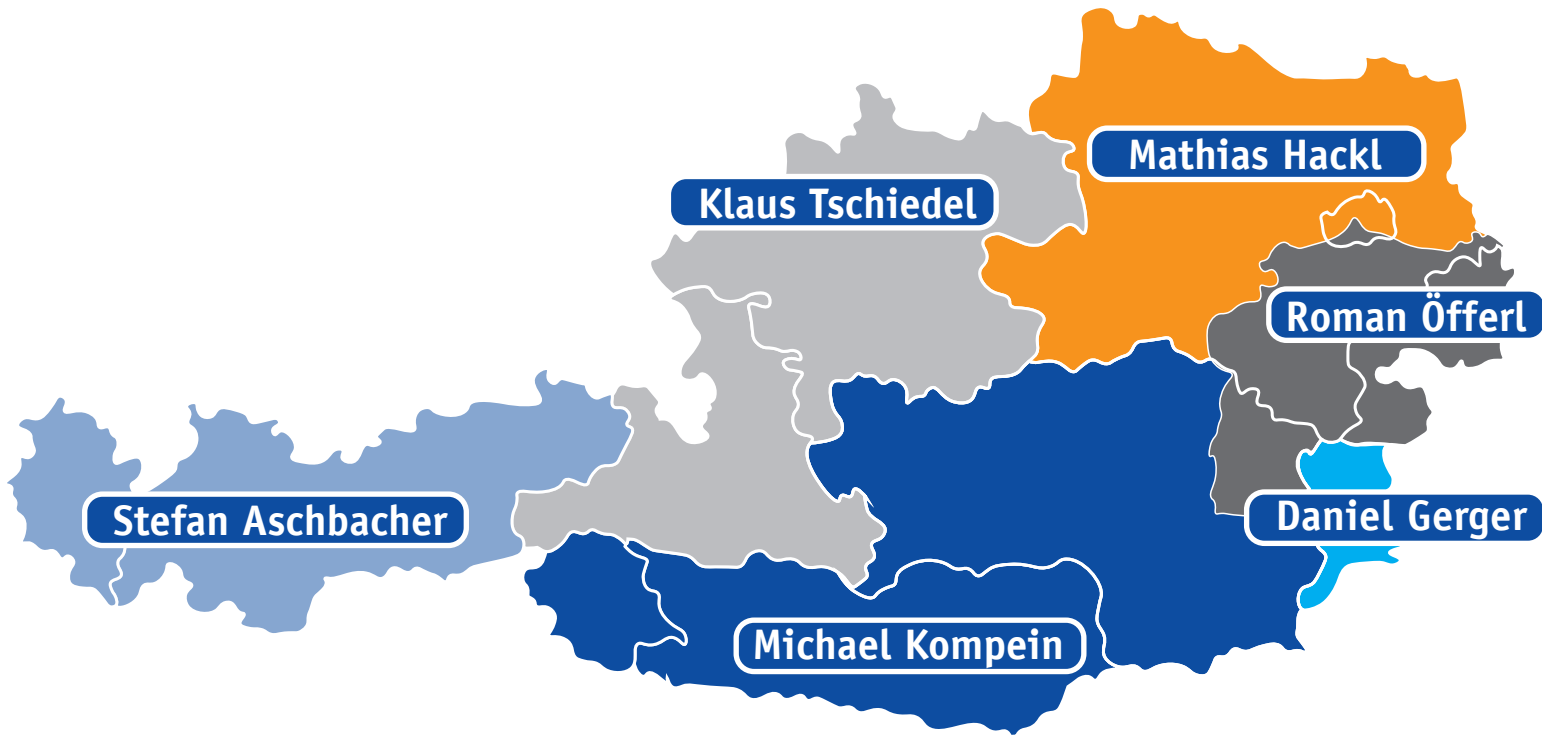 Mathias Hackl
Klaus Tschiedel
Roman Öfferl
Stefan Aschbacher
Daniel Gerger
Michael Kompein